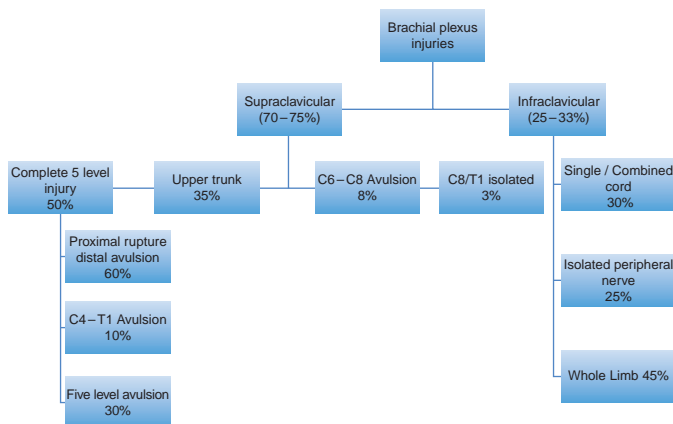 Brachial plexus
injuries
Supraclavicular
(70–75%)
Infraclavicular
(25–33%)
Complete 5 level
injury
50%
Upper trunk
35%
C6–C8 Avulsion
8%
C8/T1 isolated
3%
Single / Combined
cord
30%
Proximal rupture
distal avulsion
60%
Isolated peripheral
nerve
25%
C4–T1 Avulsion
10%
Whole Limb 45%
Five level avulsion
30%